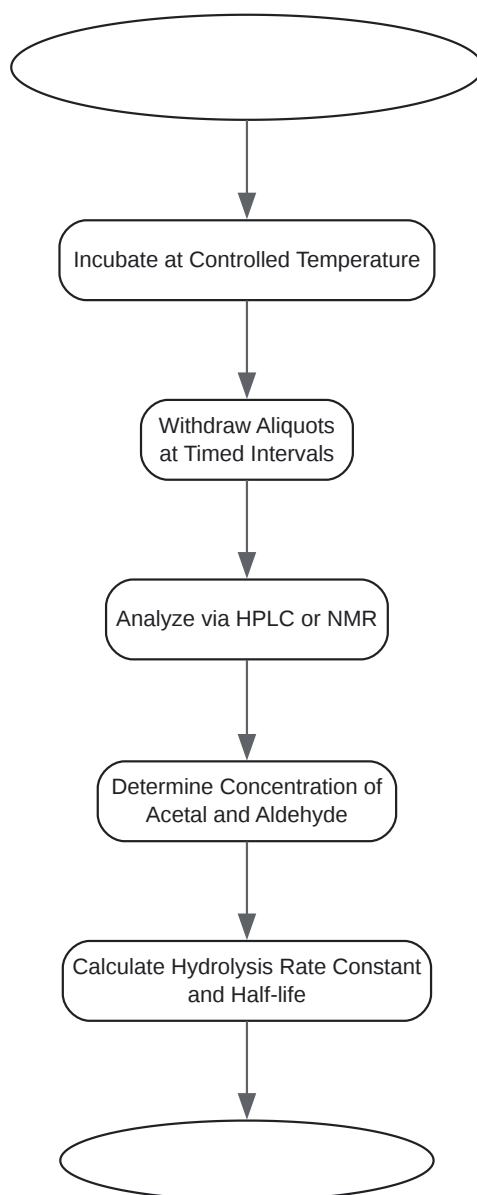 Incubate at Controlled Temperature
Withdraw Aliquots
at Timed Intervals
Analyze via HPLC or NMR
Determine Concentration of
Acetal and Aldehyde
Calculate Hydrolysis Rate Constant
and Half-life